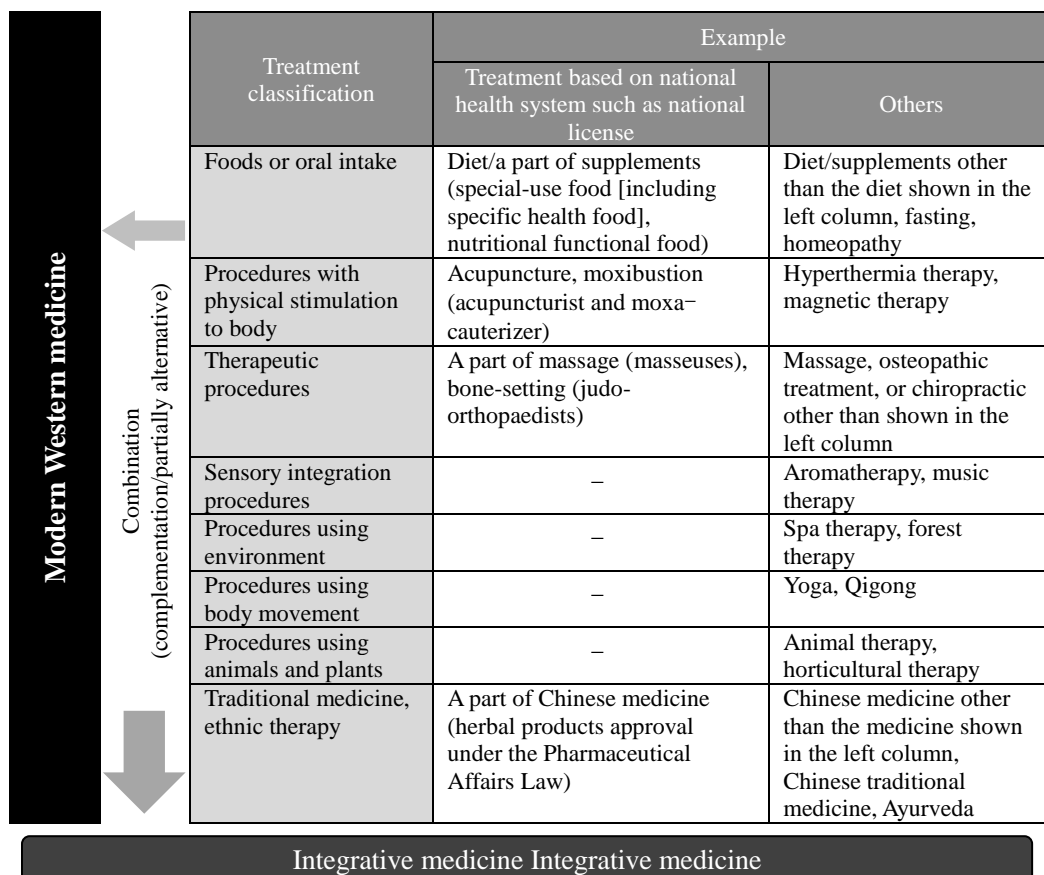 Modern Western medicine
Combination
(complementation/partially alternative)
Treatment
classification
Example
Treatment based on national
health system such as national
license
Others
Foods or oral intake
Diet/a part of supplements
(special-use food [including
specific health food],
nutritional functional food)
Diet/supplements other
than the diet shown in the
left column, fasting,
homeopathy
Procedures with
physical stimulation
to body
Acupuncture, moxibustion
(acupuncturist and moxa−
cauterizer)
Hyperthermia therapy,
magnetic therapy
Therapeutic
procedures
A part of massage (masseuses),
bone-setting (judo-
orthopaedists)
Massage, osteopathic
treatment, or chiropractic
other than shown in the
left column
Sensory integration
procedures
–
Aromatherapy, music
therapy
Procedures using
environment
–
Spa therapy, forest
therapy
Procedures using
body movement
–
Yoga, Qigong
Procedures using
animals and plants
–
Animal therapy,
horticultural therapy
Traditional medicine,
ethnic therapy
A part of Chinese medicine
(herbal products approval
under the Pharmaceutical
Affairs Law)
Chinese medicine other
than the medicine shown
in the left column,
Chinese traditional
medicine, Ayurveda
Integrative medicine Integrative medicine